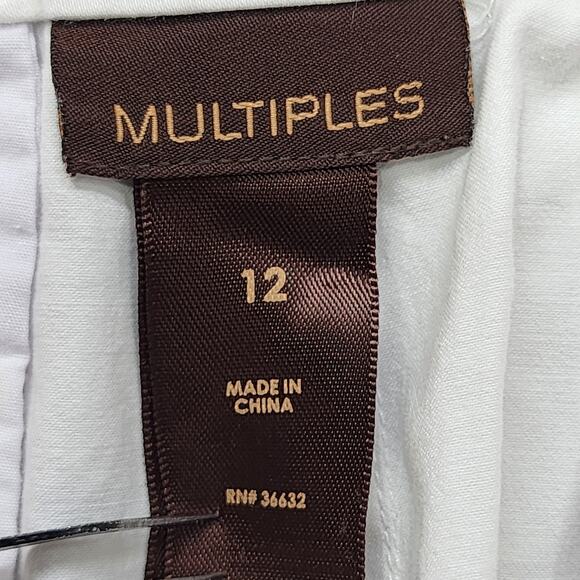 MULTIPLES
12
MADE IN
CHINA
RN# 36632